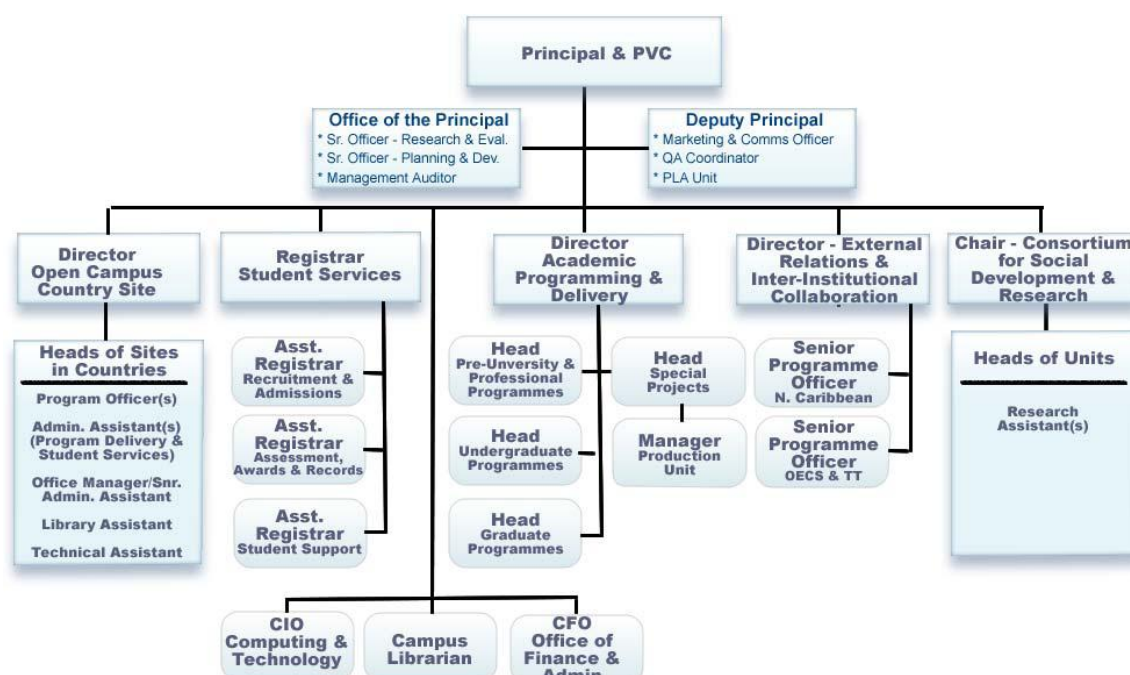 Principal & PVC
Office of the Principal
* Sr. Officer - Research & Eval.
* Sr. Officer - Planning & Dev.
* Management Auditor
Deputy Principal
* Marketing & Comms Officer
* QA Coordinator
* PLA Unit
Director
Open Campus
Country Site
Registrar
Student Services
Director
Academic
Programming &
Delivery
Director - External
Relations &
Inter-Institutional
Collaboration
Chair - Consortium
for Social
Development &
Research
Heads of Sites
in Countries
Program Officer(s)
Admin. Assistant(s)
(Program Delivery &
Student Services)
Office Manager/Snr.
Admin. Assistant
Library Assistant
Technical Assistant
Asst.
Registrar
Recruitment &
Admissions
Asst.
Registrar
Assessment,
Awards & Records
Asst.
Registrar
Student Support
Head
Pre-Unversity &
Professional
Programmes
Head
Undergraduate
Programmes
Head
Graduate
Programmes
Head
Special
Projects
Manager
Production
Unit
Senior
Programme
Officer
N. Caribbean
Senior
Programme
Officer
OECS & TT
Heads of Units
Research
Assistant(s)
CIO
Computing &
Technology
Campus
Librarian
CFO
Office of
Finance &
Admin